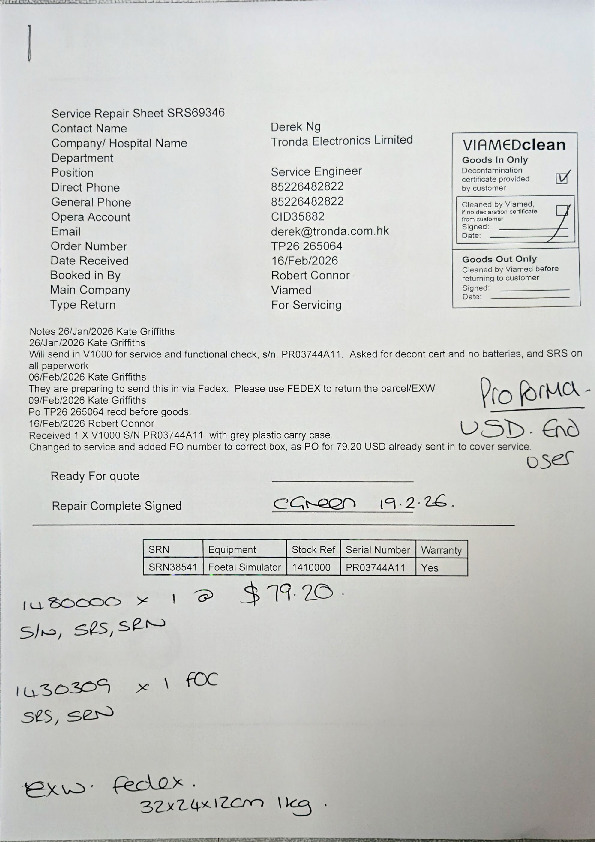 Service Repair Sheet SRS69346
Contact Name Derek Ng
Company/ Hospital Name Tronda Electronics Limited
Department
Position Service Engineer
Direct Phone 85226482822
General Phone 85226482822
Opera Account CID35882
Email derek@tronda.com.hk
Order Number TP26 265064
Date Received 16/Feb/2026
Booked in By Robert Connor
Main Company Viamed
Type Return For Servicing
VIAMEDclean
Goods In Only
Decontamination
certificate provided
by customer
Cleaned by Viamed,
if no declaration certificate
from customer
Signed:
Date:
Goods Out Only
Cleaned by Viamed before
returning to customer
Signed:
Date:
Notes 26/Jan/2026 Kate Griffiths
26/Jan/2026 Kate Griffiths
Will send in V1000 for service and functional check, s/n. PR03744A11. Asked for decont cert and no batteries, and SRS on
all paperwork
06/Feb/2026 Kate Griffiths
They are preparing to send this in via Fedex. Please use FEDEX to return the parcel/EXW
09/Feb/2026 Kate Griffiths
Po TP26 265064 recd before goods.
16/Feb/2026 Robert Connor
Received 1 X V1000 S/N PR03744A11 with grey plastic carry case.
Changed to service and added PO number to correct box, as PO for 79.20 USD already sent in to cover service.
Proforma -
USD. End
user
Ready For quote
Repair Complete Signed CGreen 19.2.26.
SRN Equipment Stock Ref Serial Number Warranty
SRN38541 Foetal Simulator 1410000 PR03744A11 Yes
1480000 x 1 @ $79.20.
S/N, SRS, SRN
1430309 x 1 FOC
SRS, SRN
exw. fedex.
32x24x12cm 1kg.